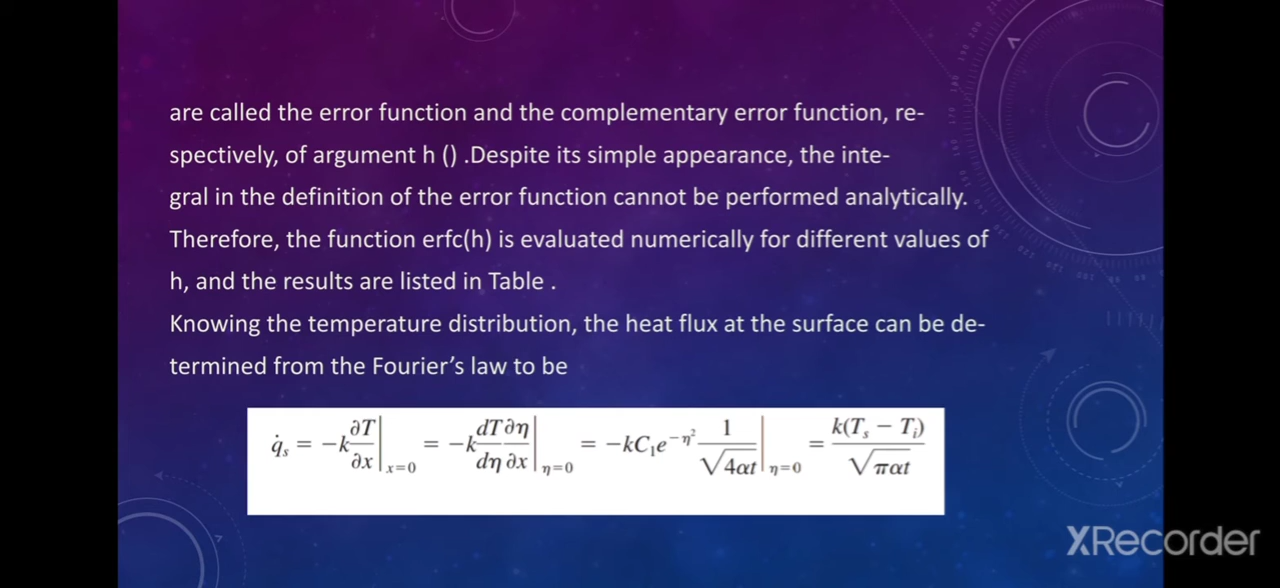 are called the error function and the complementary error function, re-
spectively, of argument h () .Despite its simple appearance, the inte-
gral in the definition of the error function cannot be performed analytically.
Therefore, the function erfc(h) is evaluated numerically for different values of
h, and the results are listed in Table .
Knowing the temperature distribution, the heat flux at the surface can be de-
termined from the Fourier’s law to be
q̇ₛ = −k ∂T/∂x |ₓ₌₀ = −k dT/dη ∂η/∂x |η=0 = −kC₁e^−η² 1/√4αt |η=0 = k(Tₛ − Tᵢ)/√παt
XRecorder